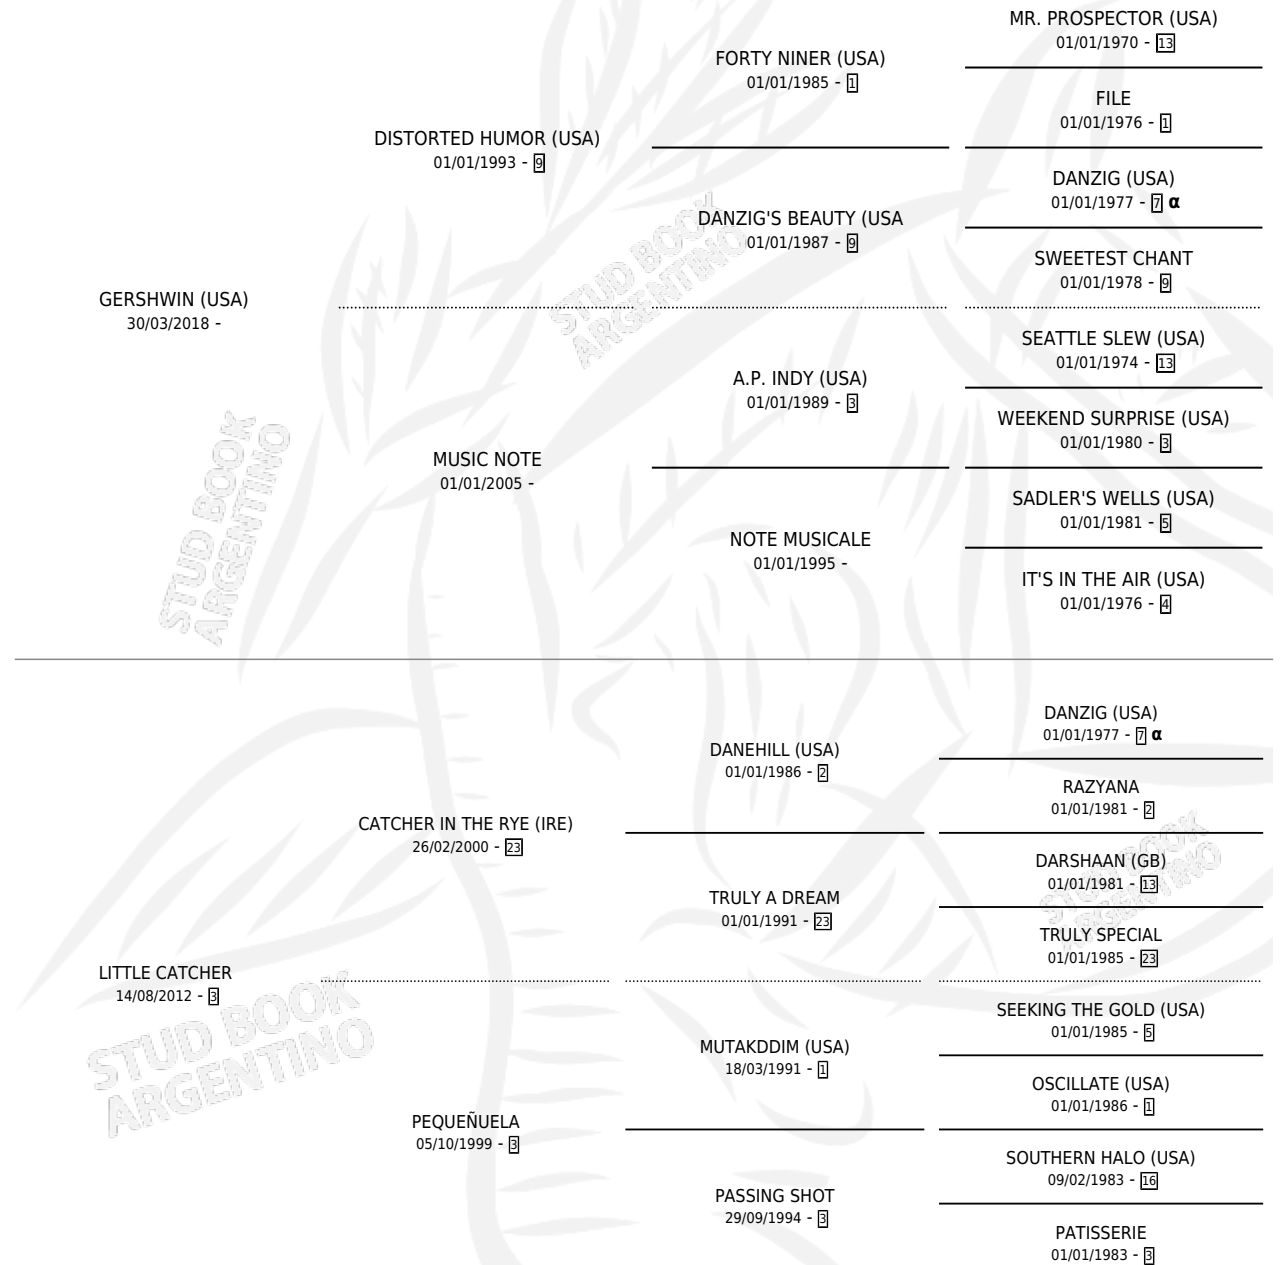 MR. PROSPECTOR (USA)
01/01/1970 - 13
FORTY NINER (USA)
01/01/1985 - 1
FILE
01/01/1976 - 1
DISTORTED HUMOR (USA)
01/01/1993 - 9
DANZIG (USA)
01/01/1977 - 7 α
DANZIG'S BEAUTY (USA
01/01/1987 - 9
SWEETEST CHANT
01/01/1978 - 9
GERSHWIN (USA)
30/03/2018 -
SEATTLE SLEW (USA)
01/01/1974 - 13
A.P. INDY (USA)
01/01/1989 - 3
WEEKEND SURPRISE (USA)
01/01/1980 - 3
MUSIC NOTE
01/01/2005 -
SADLER'S WELLS (USA)
01/01/1981 - 5
NOTE MUSICALE
01/01/1995 -
IT'S IN THE AIR (USA)
01/01/1976 - 4
DANZIG (USA)
01/01/1977 - 7 α
DANEHILL (USA)
01/01/1986 - 2
RAZYANA
01/01/1981 - 2
CATCHER IN THE RYE (IRE)
26/02/2000 - 23
DARSHAAN (GB)
01/01/1981 - 13
TRULY A DREAM
01/01/1991 - 23
TRULY SPECIAL
01/01/1985 - 23
LITTLE CATCHER
14/08/2012 - 3
SEEKING THE GOLD (USA)
01/01/1985 - 5
MUTAKDDIM (USA)
18/03/1991 - 1
OSCILLATE (USA)
01/01/1986 - 1
PEQUEÑUELA
05/10/1999 - 3
SOUTHERN HALO (USA)
09/02/1983 - 16
PASSING SHOT
29/09/1994 - 3
PATISSERIE
01/01/1983 - 3
STUD BOOK
ARGENTINO
STUD BOOK
ARGENTINO
STUD BOOK
ARGENTINO
STUD BOOK
ARGENTINO